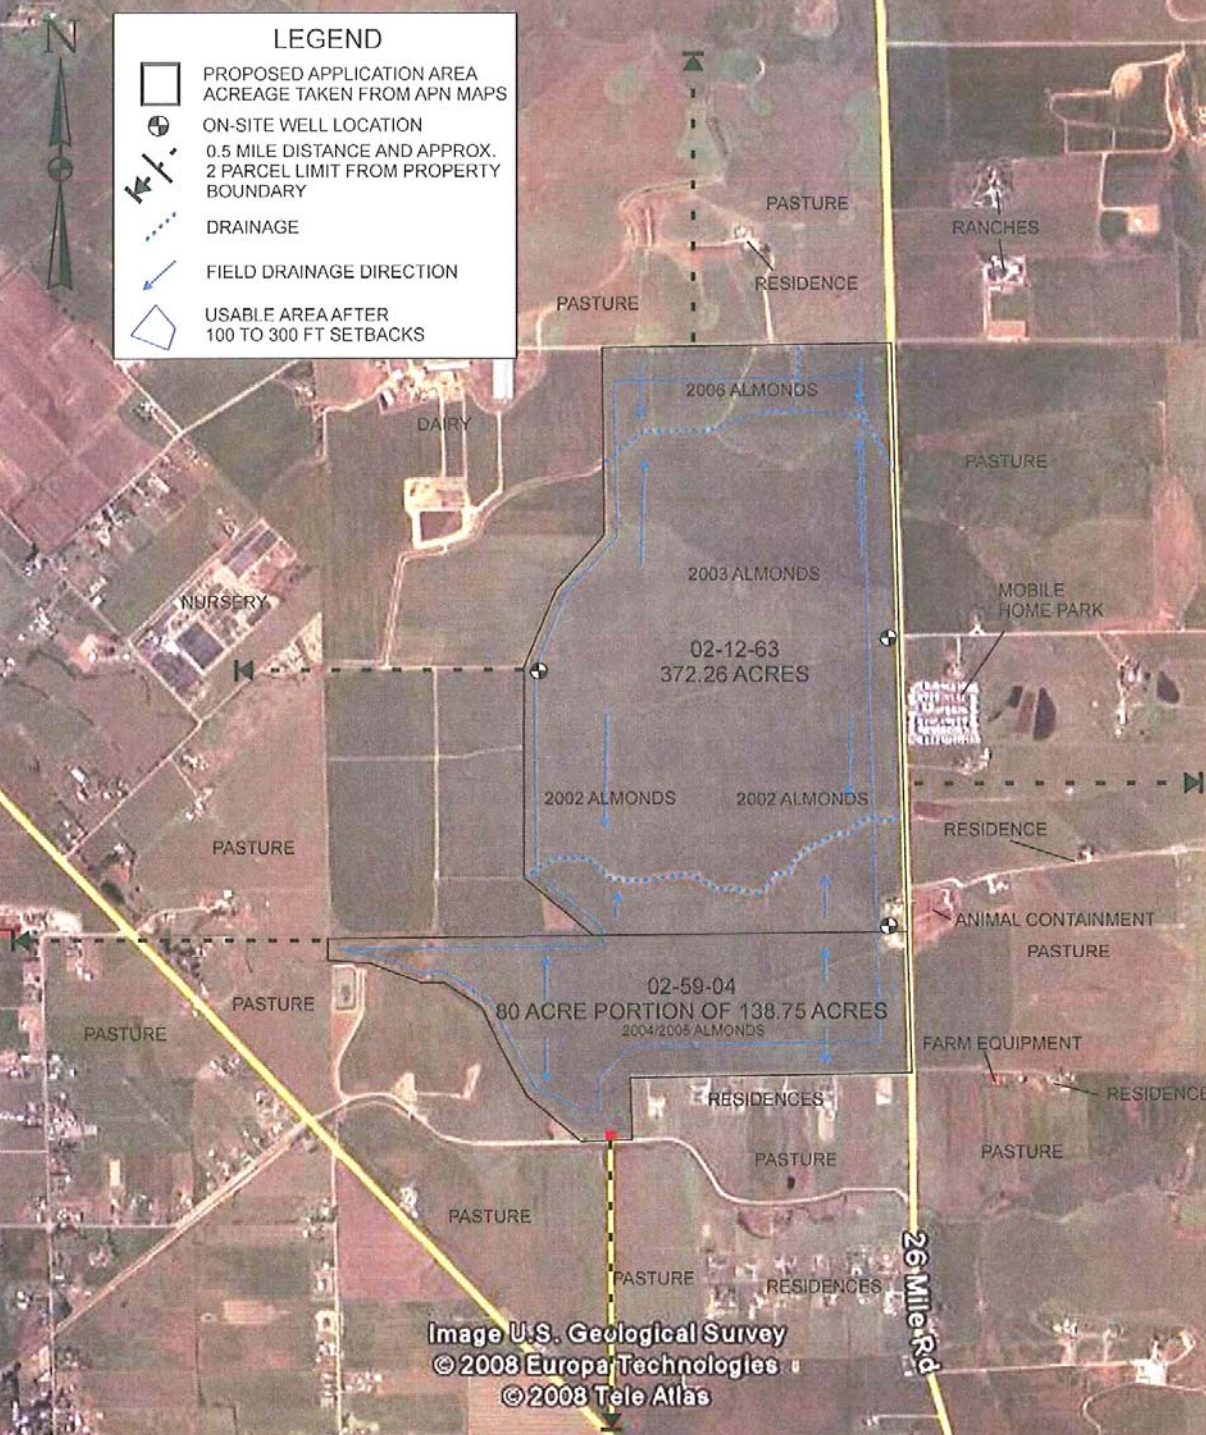 N
LEGEND
PROPOSED APPLICATION AREA
ACREAGE TAKEN FROM APN MAPS
ON-SITE WELL LOCATION
0.5 MILE DISTANCE AND APPROX.
2 PARCEL LIMIT FROM PROPERTY
BOUNDARY
DRAINAGE
FIELD DRAINAGE DIRECTION
USABLE AREA AFTER
100 TO 300 FT SETBACKS
PASTURE
RANCHES
RESIDENCE
PASTURE
2006 ALMONDS
DAIRY
PASTURE
2003 ALMONDS
NURSERY
MOBILE
HOME PARK
02-12-63
372.26 ACRES
2002 ALMONDS
2002 ALMONDS
RESIDENCE
PASTURE
ANIMAL CONTAINMENT
PASTURE
02-59-04
80 ACRE PORTION OF 138.75 ACRES
2004/2005 ALMONDS
PASTURE
PASTURE
FARM EQUIPMENT
RESIDENCE
RESIDENCES
PASTURE
PASTURE
PASTURE
PASTURE
RESIDENCES
26 Mile Rd
Image U.S. Geological Survey
© 2008 Europa Technologies
© 2008 Tele Atlas